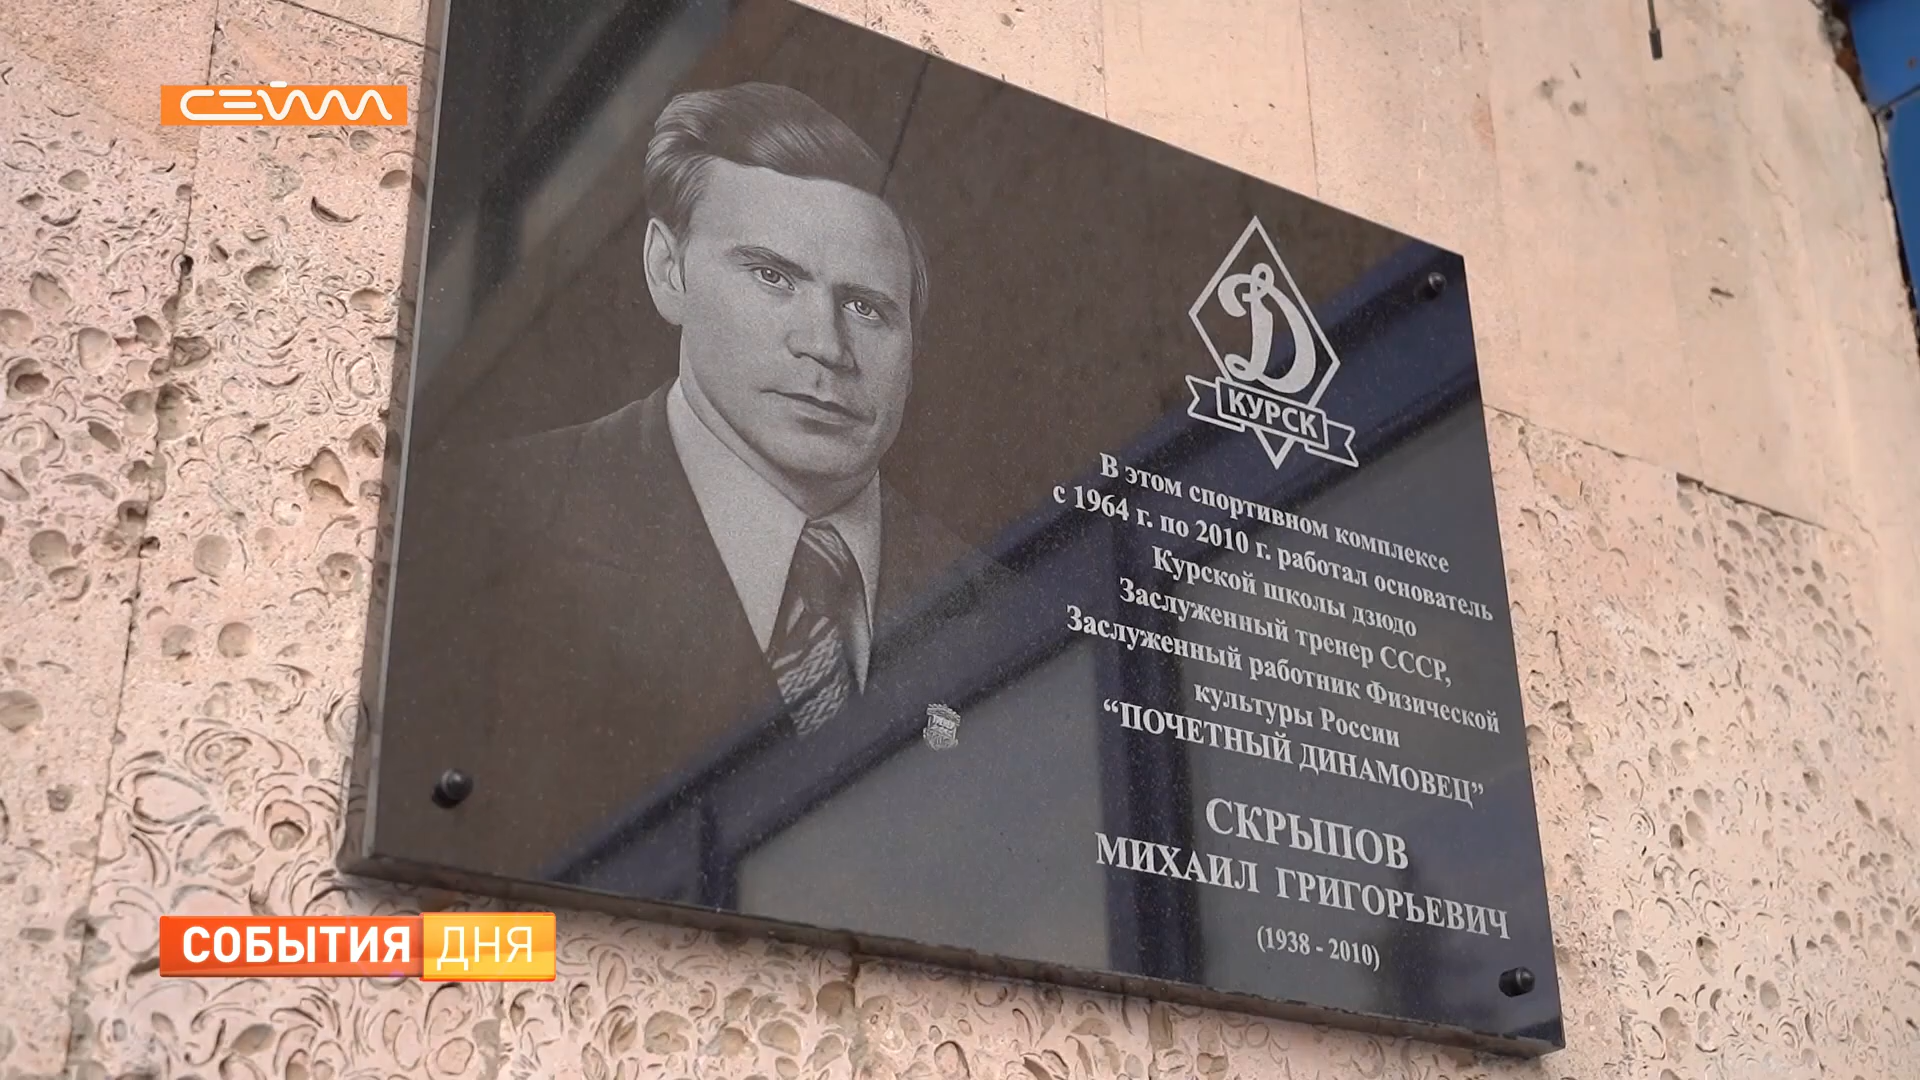 СЕЙМ
Д
КУРСК
В этом спортивном комплексе
с 1964 г. по 2010 г. работал основатель
Курской школы дзюдо
Заслуженный тренер СССР,
Заслуженный работник Физической
культуры России
“ПОЧЕТНЫЙ ДИНАМОВЕЦ”
СКРЫПОВ
МИХАИЛ ГРИГОРЬЕВИЧ
(1938 - 2010)
СОБЫТИЯ ДНЯ